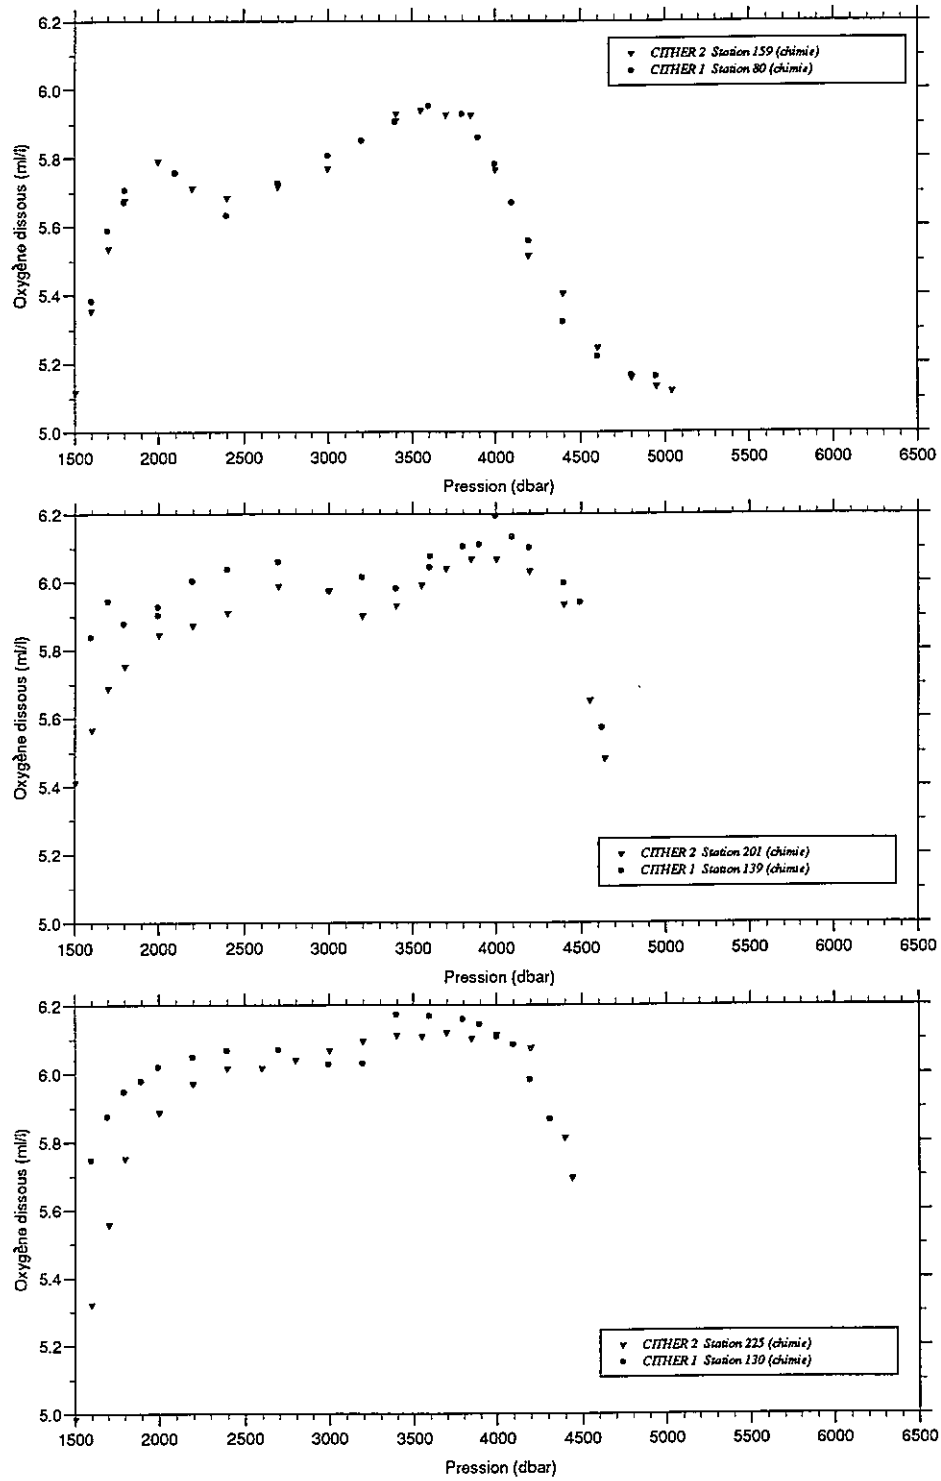 6.2
CITHER 2 Station 159 (chimie)
CITHER 1 Station 80 (chimie)
6.0
5.8
5.6
5.4
5.2
5.0
Oxygène dissous (ml/l)
1500 2000 2500 3000 3500 4000 4500 5000 5500 6000 6500
Pression (dbar)
6.2
6.0
5.8
5.6
5.4
5.2
5.0
Oxygène dissous (ml/l)
CITHER 2 Station 201 (chimie)
CITHER 1 Station 139 (chimie)
1500 2000 2500 3000 3500 4000 4500 5000 5500 6000 6500
Pression (dbar)
6.2
6.0
5.8
5.6
5.4
5.2
5.0
Oxygène dissous (ml/l)
CITHER 2 Station 225 (chimie)
CITHER 1 Station 130 (chimie)
1500 2000 2500 3000 3500 4000 4500 5000 5500 6000 6500
Pression (dbar)